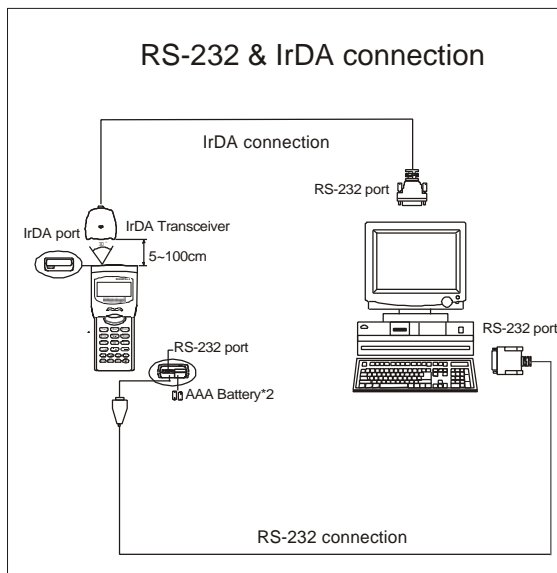 RS-232 & IrDA connection
IrDA connection
RS-232 port
IrDA port
IrDA Transceiver
5~100cm
RS-232 port
RS-232 port
AAA Battery*2
RS-232 connection